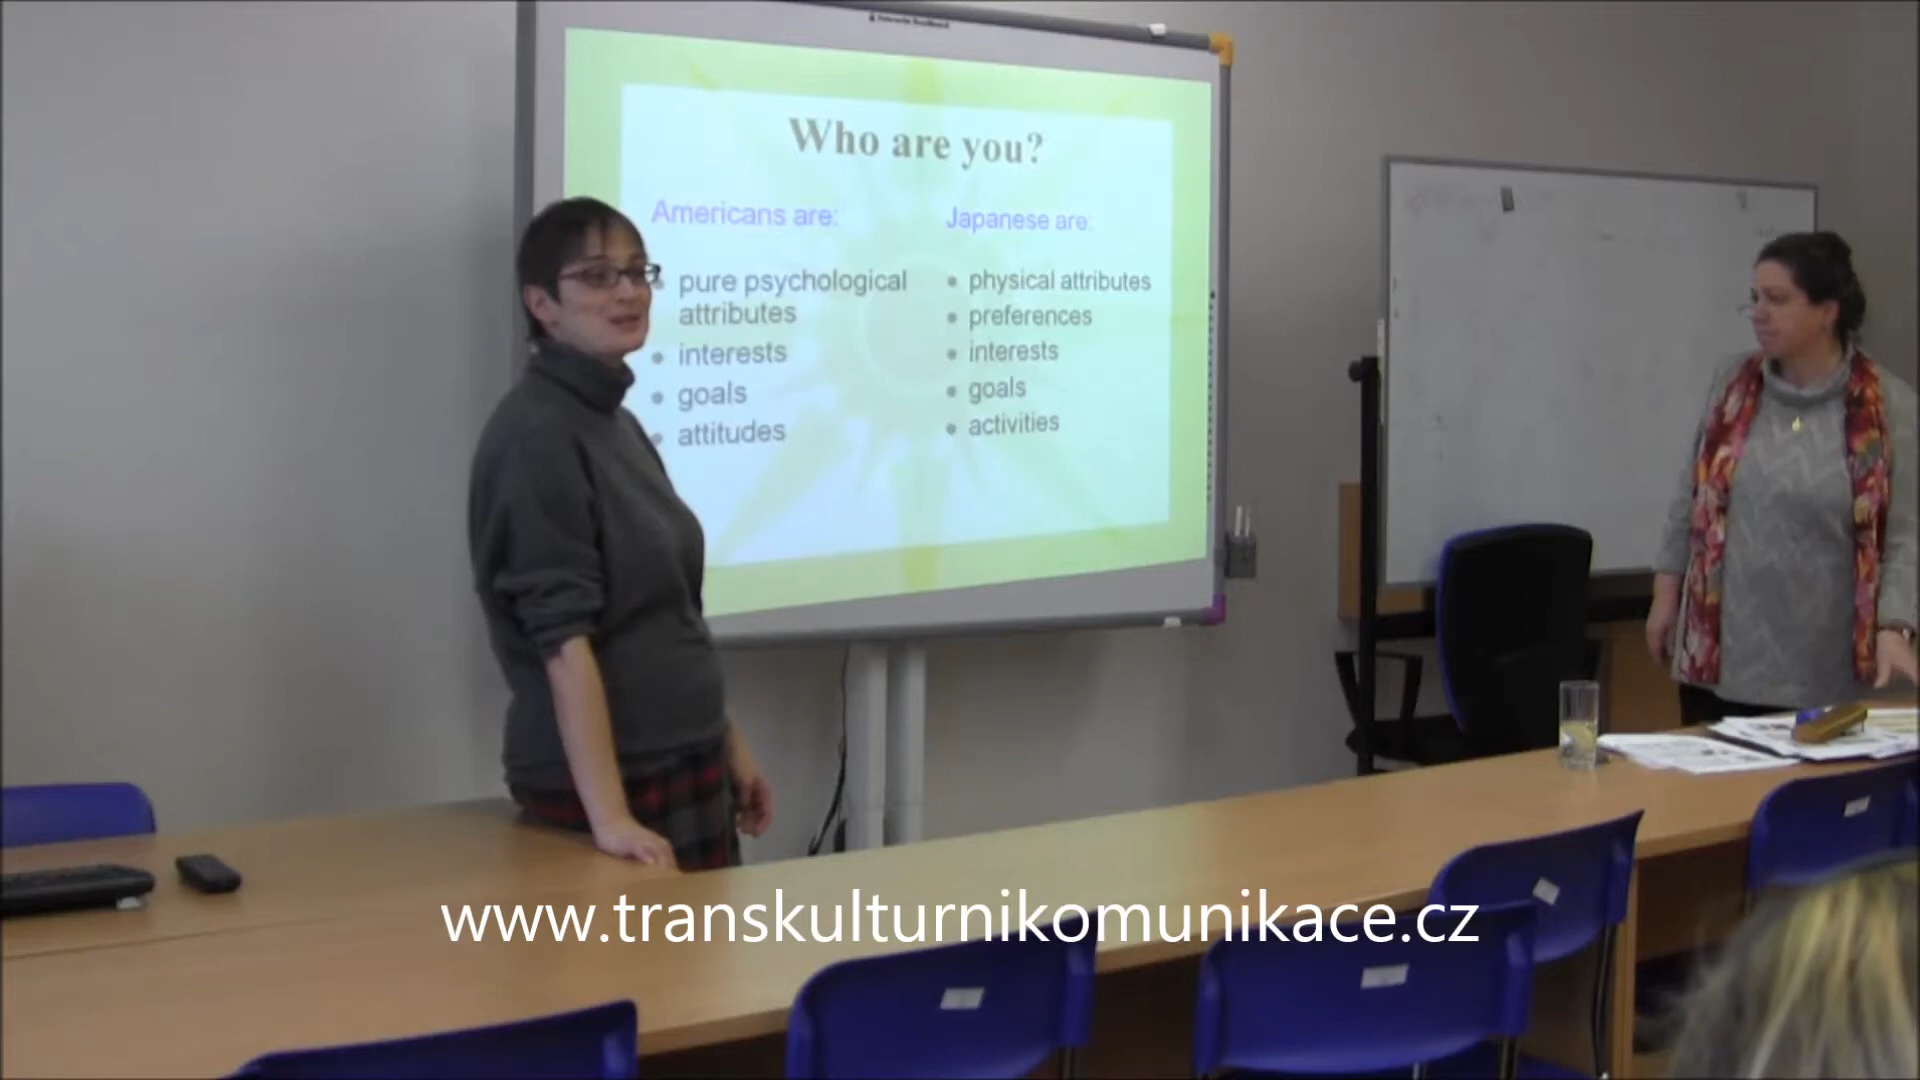 Who are you?
Americans are:
pure psychological
attributes
interests
goals
attitudes
Japanese are:
physical attributes
preferences
interests
goals
activities
www.transkulturnikomunikace.cz